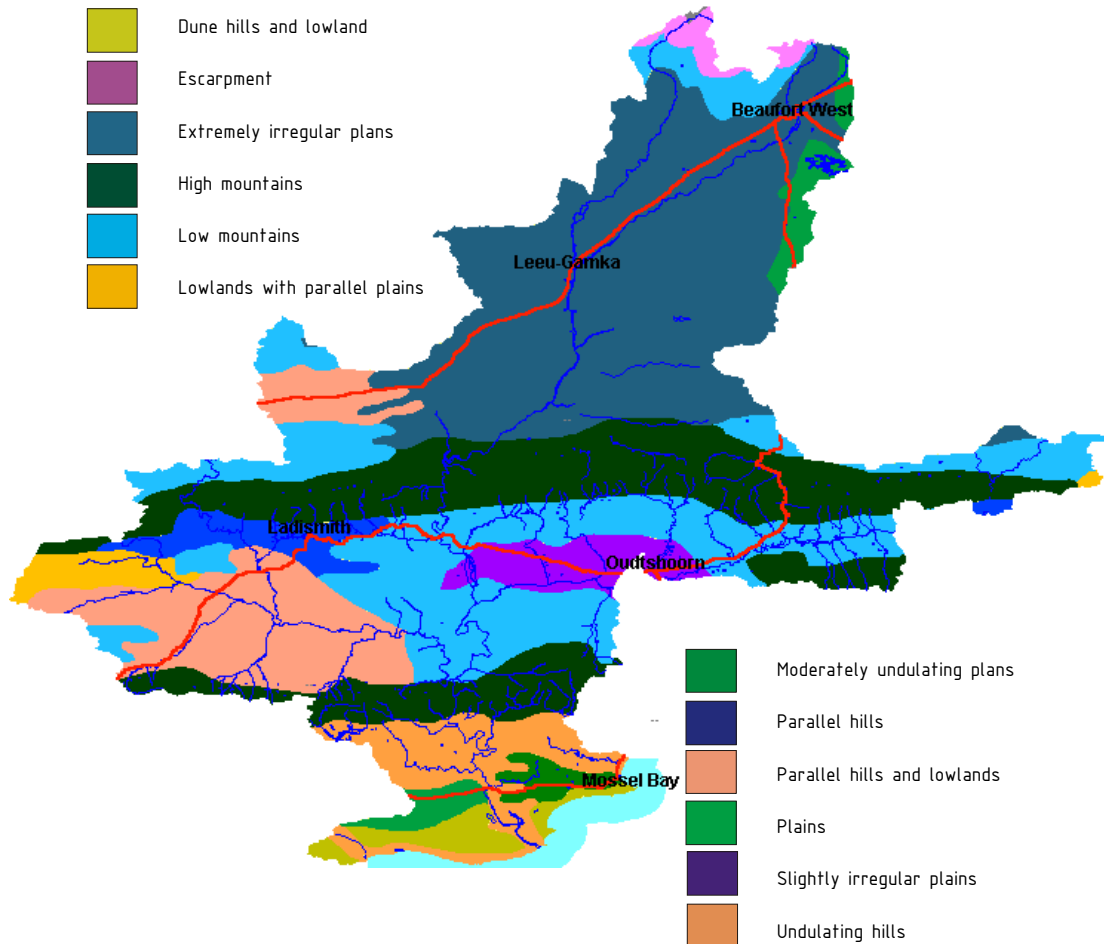 Dune hills and lowland
Escarpment
Extremely irregular plans
High mountains
Low mountains
Lowlands with parallel plains
Beaufort West
Leeu-Gamka
Ladismith
Oudtshoorn
Mossel Bay
Moderately undulating plans
Parallel hills
Parallel hills and lowlands
Plains
Slightly irregular plains
Undulating hills